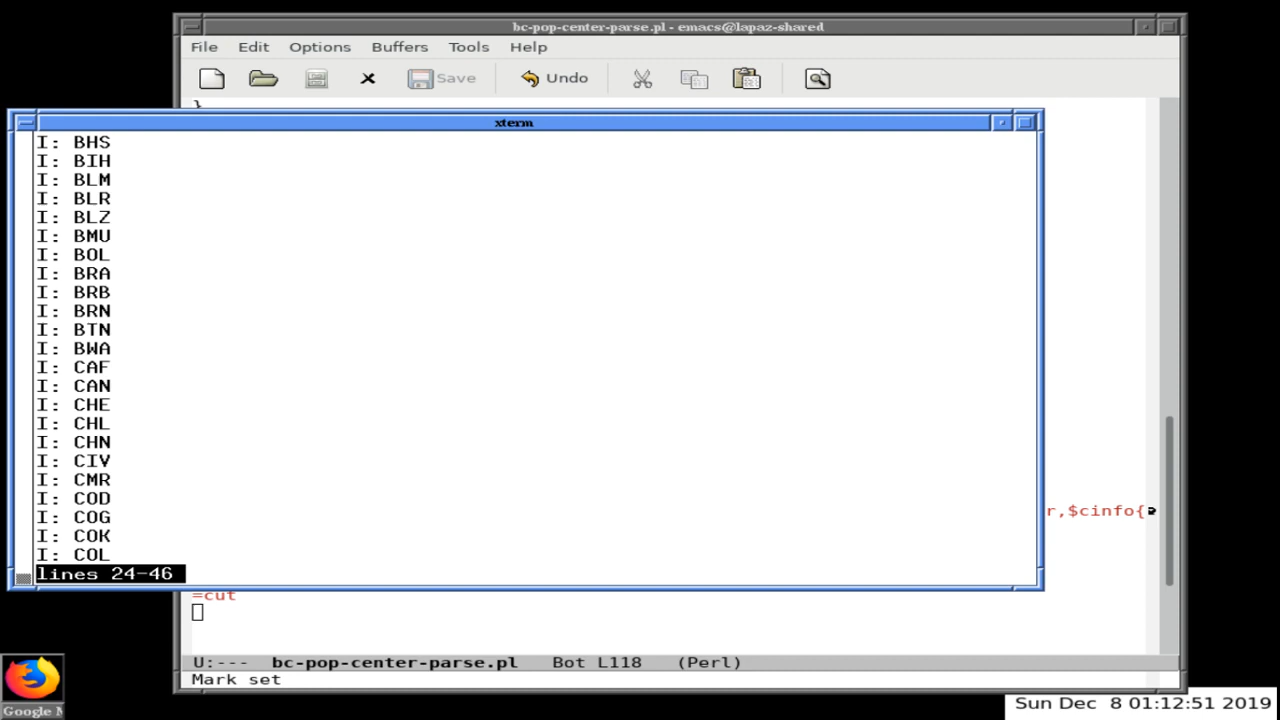 bc-pop-center-parse.pl - emacs@lapaz-shared
File Edit Options Buffers Tools Help
Save Undo
}
xterm
I: BHS
I: BIH
I: BLM
I: BLR
I: BLZ
I: BMU
I: BOL
I: BRA
I: BRB
I: BRN
I: BTN
I: BWA
I: CAF
I: CAN
I: CHE
I: CHL
I: CHN
I: CIV
I: CMR
I: COD
I: COG
r,$cinfo{
I: COK
I: COL
lines 24-46
=cut
U:--- bc-pop-center-parse.pl Bot L118 (Perl)
Mark set
Google M
Sun Dec 8 01:12:51 2019